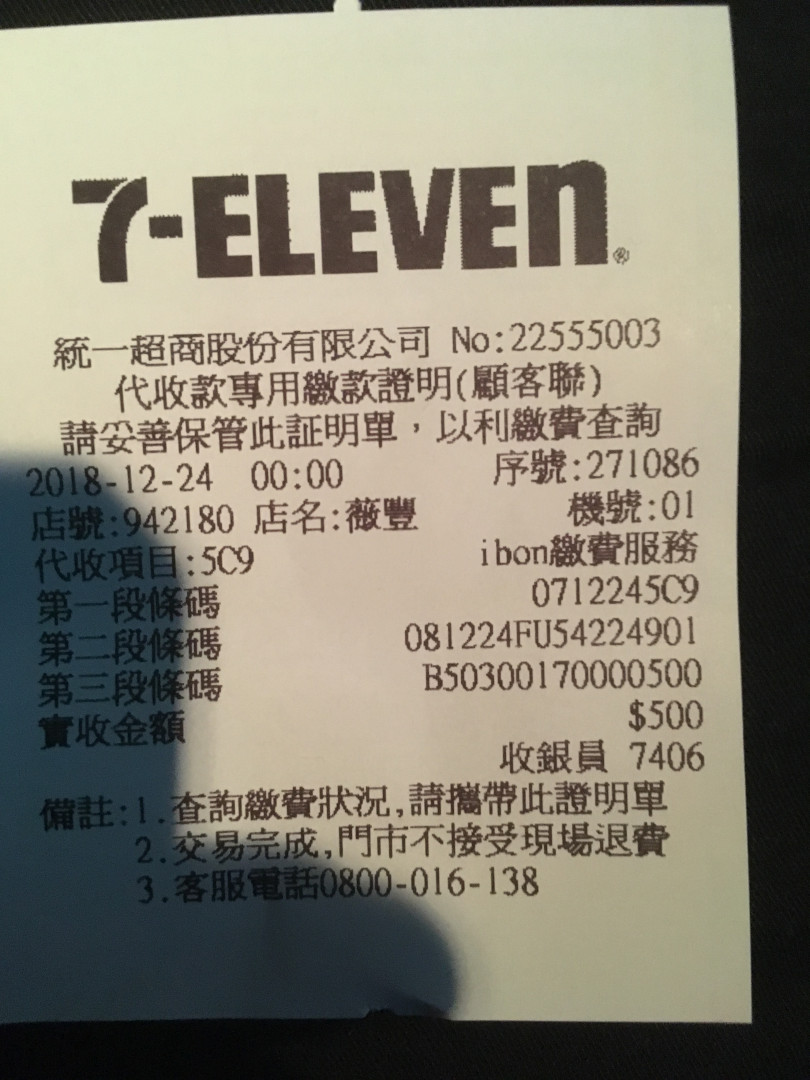 7-ELEVEn®
統一超商股份有限公司 No:22555003
代收款專用繳款證明(顧客聯)
請妥善保管此証明單，以利繳費查詢
2018-12-24 00:00 序號:271086
店號:942180 店名:薇豐 機號:01
代收項目:5C9 ibon繳費服務
第一段條碼 0712245C9
第二段條碼 081224FU54224901
第三段條碼 B50300170000500
實收金額 $500
收銀員 7406
備註:1.查詢繳費狀況,請攜帶此證明單
2.交易完成,門市不接受現場退費
3.客服電話0800-016-138